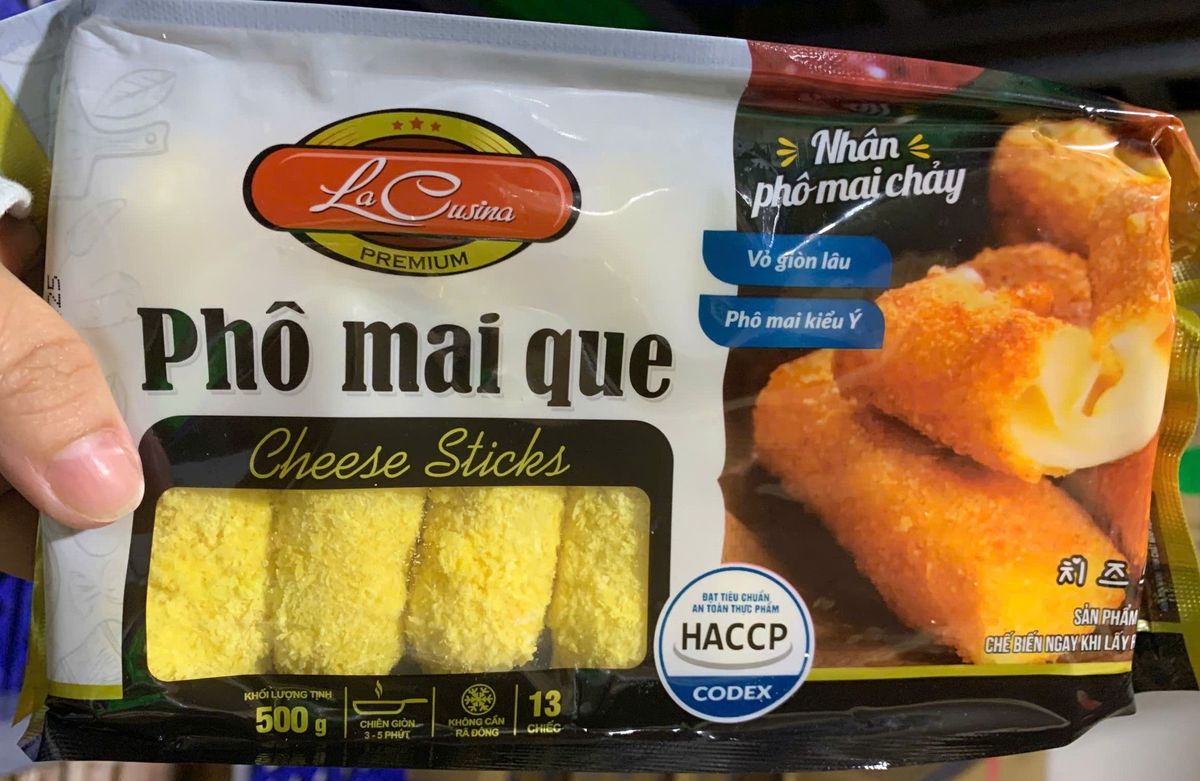 La Cusina
PREMIUM
Phô mai que
Cheese Sticks
Nhân
phô mai chảy
Vỏ giòn lâu
Phô mai kiểu Ý
치즈
SẢN PHẨM
CHẾ BIẾN NGAY KHI LẤY
ĐẠT TIÊU CHUẨN
AN TOÀN THỰC PHẨM
HACCP
CODEX
KHỐI LƯỢNG TỊNH
500 g
CHIÊN GIÒN
3 - 5 PHÚT
KHÔNG CẦN
RÃ ĐÔNG
13
CHIẾC